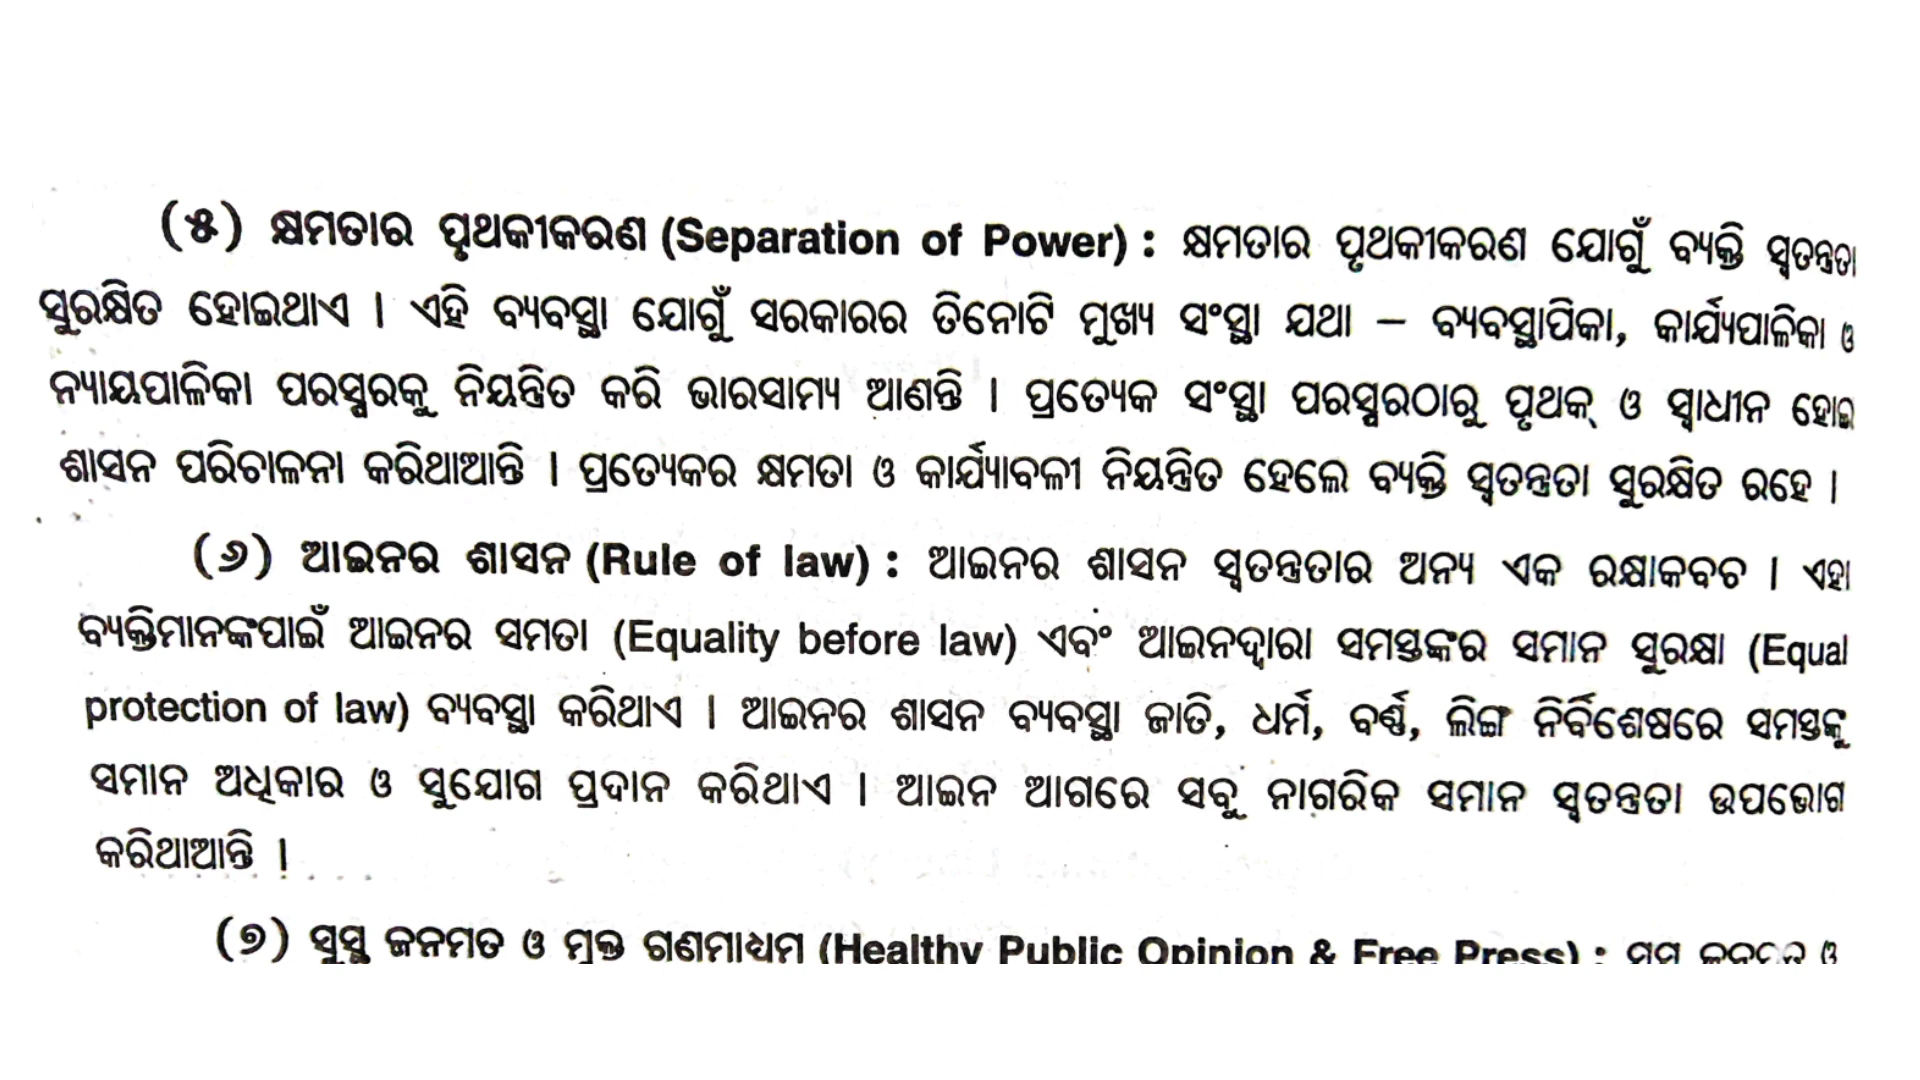 (୫) କ୍ଷମତାର ପୃଥକୀକରଣ (Separation of Power) : କ୍ଷମତାର ପୃଥକୀକରଣ ଯୋଗୁଁ ବ୍ୟକ୍ତି ସ୍ୱତନ୍ତ୍ରତା
ସୁରକ୍ଷିତ ହୋଇଥାଏ । ଏହି ବ୍ୟବସ୍ଥା ଯୋଗୁଁ ସରକାରର ତିନୋଟି ମୁଖ୍ୟ ସଂସ୍ଥା ଯଥା – ବ୍ୟବସ୍ଥାପିକା, କାର୍ଯ୍ୟପାଳିକା ଓ
ନ୍ୟାୟପାଳିକା ପରସ୍ପରକୁ ନିୟନ୍ତ୍ରିତ କରି ଭାରସାମ୍ୟ ଆଣନ୍ତି । ପ୍ରତ୍ୟେକ ସଂସ୍ଥା ପରସ୍ପରଠାରୁ ପୃଥକ୍ ଓ ସ୍ୱାଧୀନ ହୋଇ
ଶାସନ ପରିଚାଳନା କରିଥାଆନ୍ତି । ପ୍ରତ୍ୟେକର କ୍ଷମତା ଓ କାର୍ଯ୍ୟାବଳୀ ନିୟନ୍ତ୍ରିତ ହେଲେ ବ୍ୟକ୍ତି ସ୍ୱତନ୍ତ୍ରତା ସୁରକ୍ଷିତ ରହେ ।
(୬) ଆଇନର ଶାସନ (Rule of law) : ଆଇନର ଶାସନ ସ୍ୱତନ୍ତ୍ରତାର ଅନ୍ୟ ଏକ ରକ୍ଷାକବଚ । ଏହା
ବ୍ୟକ୍ତିମାନଙ୍କପାଇଁ ଆଇନର ସମତା (Equality before law) ଏବଂ ଆଇନଦ୍ୱାରା ସମସ୍ତଙ୍କର ସମାନ ସୁରକ୍ଷା (Equal
protection of law) ବ୍ୟବସ୍ଥା କରିଥାଏ । ଆଇନର ଶାସନ ବ୍ୟବସ୍ଥା ଜାତି, ଧର୍ମ, ବର୍ଣ୍ଣ, ଲିଙ୍ଗ ନିର୍ବିଶେଷରେ ସମସ୍ତଙ୍କୁ
ସମାନ ଅଧିକାର ଓ ସୁଯୋଗ ପ୍ରଦାନ କରିଥାଏ । ଆଇନ ଆଗରେ ସବୁ ନାଗରିକ ସମାନ ସ୍ୱତନ୍ତ୍ରତା ଉପଭୋଗ
କରିଥାଆନ୍ତି ।
(୭) ସୁସ୍ଥ ଜନମତ ଓ ମୁକ୍ତ ଗଣମାଧ୍ୟମ (Healthy Public Opinion & Free Press) :